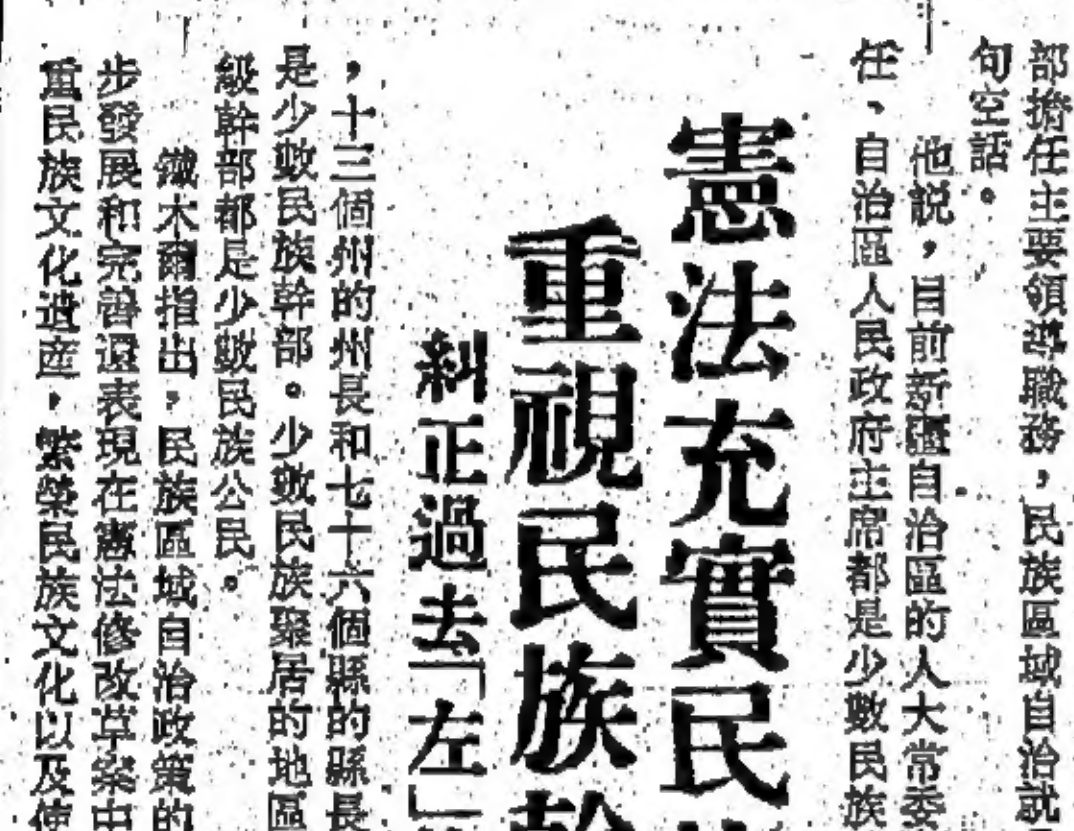 部擔任主要領導職務，民族區域自治就
句空話。
他説，目前新疆自治區的人大常委
任、自治區人民政府主席都是少數民族
憲法充實民
重視民族幹
糾正過去「左」
，十三個州的州長和七十六個縣的縣長
是少數民族幹部。少數民族聚居的地區
級幹部都是少數民族公民。
鐵木爾指出，民族區域自治政策的
步發展和完善還表現在憲法修改草案中
重民族文化遺産，繁榮民族文化以及使